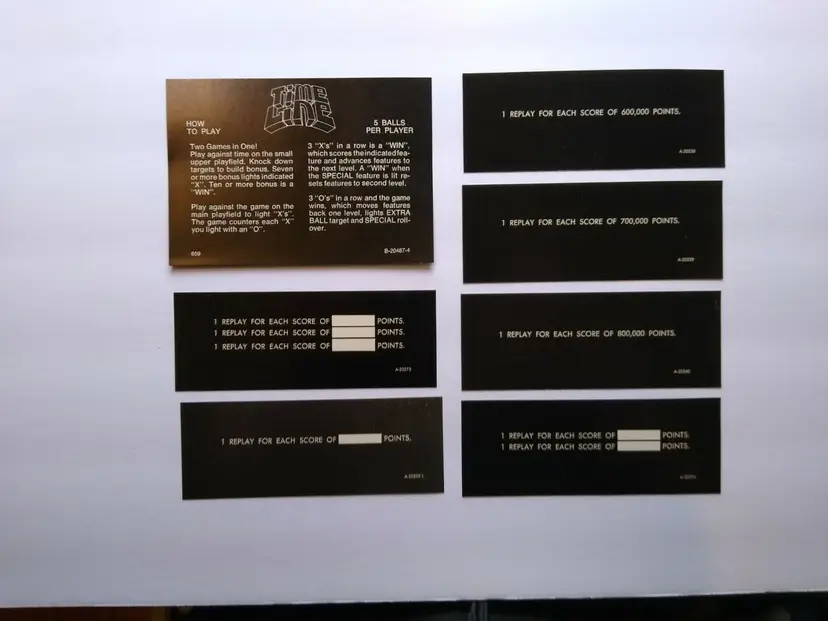 TIME
LINE
HOW
TO PLAY
5 BALLS
PER PLAYER
Two Games in One!
Play against time on the small
upper playfield. Knock down
targets to build bonus. Seven
or more bonus lights indicated
"X". Ten or more bonus is a
"WIN".
Play against the game on the
main playfield to light "X's".
The game counters each "X"
you light with an "O".
3 "X's" in a row is a "WIN",
which scores the indicated fea-
ture and advances features to
the next level. A "WIN" when
the SPECIAL feature is lit re-
sets features to second level.
3 "O's" in a row and the game
wins, which moves features
back one level, lights EXTRA
BALL target and SPECIAL roll-
over.
659
B-20487-4
1 REPLAY FOR EACH SCORE OF 600,000 POINTS.
1 REPLAY FOR EACH SCORE OF 700,000 POINTS.
1 REPLAY FOR EACH SCORE OF POINTS.
1 REPLAY FOR EACH SCORE OF POINTS.
1 REPLAY FOR EACH SCORE OF POINTS.
1 REPLAY FOR EACH SCORE OF 800,000 POINTS.
1 REPLAY FOR EACH SCORE OF POINTS.
1 REPLAY FOR EACH SCORE OF POINTS.
1 REPLAY FOR EACH SCORE OF POINTS.